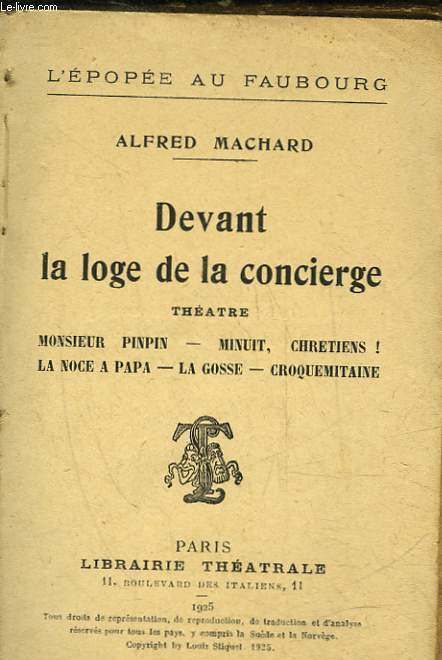 © Le-livre.com
L'ÉPOPÉE AU FAUBOURG
ALFRED MACHARD
Devant
la loge de la concierge
THÉATRE
MONSIEUR PINPIN — MINUIT, CHRETIENS !
LA NOCE A PAPA — LA GOSSE — CROQUEMITAINE
PARIS
LIBRAIRIE THÉATRALE
11, BOULEVARD DES ITALIENS, 11
1925
Tous droits de représentation, de reproduction, de traduction et d'analyse
réservés pour tous les pays, y compris la Suède et la Norvège.
Copyright by Louis 1925.